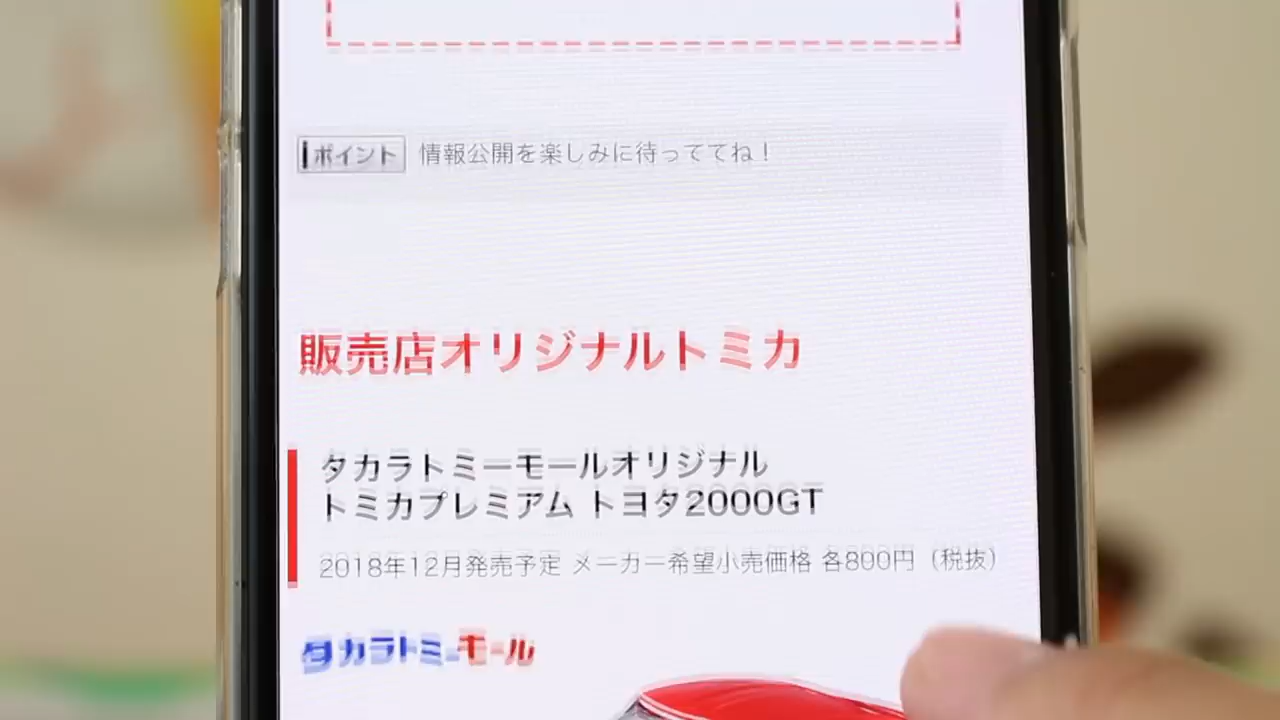 ポイント 情報公開を楽しみに待っててね！
販売店オリジナルトミカ
タカラトミーモールオリジナル
トミカプレミアム トヨタ2000GT
2018年12月発売予定 メーカー希望小売価格 各800円（税抜）
タカラトミーモール